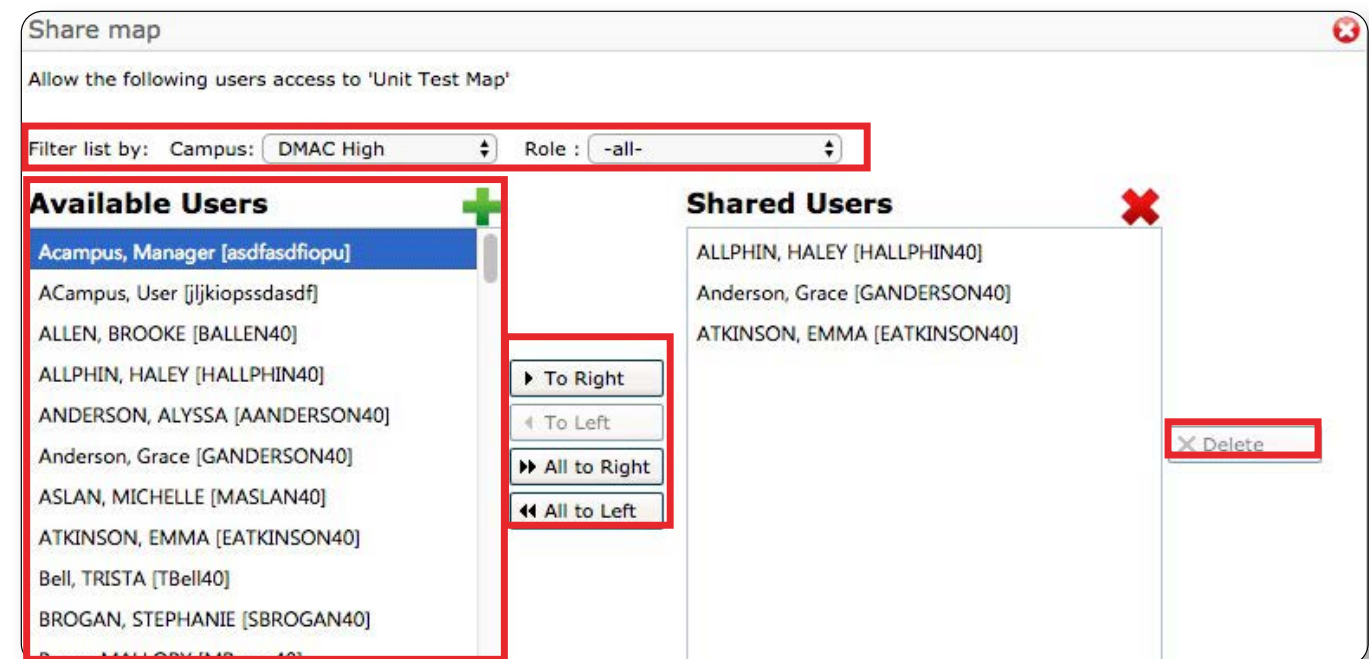 Share map
Allow the following users access to 'Unit Test Map'
Filter list by: Campus: DMAC High Role : -all-
Available Users
Acampus, Manager [asdfasdfiopu]
ACampus, User [jljkiopssdasdf]
ALLEN, BROOKE [BALLEN40]
ALLPHIN, HALEY [HALLPHIN40]
ANDERSON, ALYSSA [AANDERSON40]
Anderson, Grace [GANDERSON40]
ASLAN, MICHELLE [MASLAN40]
ATKINSON, EMMA [EATKINSON40]
Bell, TRISTA [TBell40]
BROGAN, STEPHANIE [SBROGAN40]
To Right
To Left
All to Right
All to Left
Shared Users
ALLPHIN, HALEY [HALLPHIN40]
Anderson, Grace [GANDERSON40]
ATKINSON, EMMA [EATKINSON40]
Delete